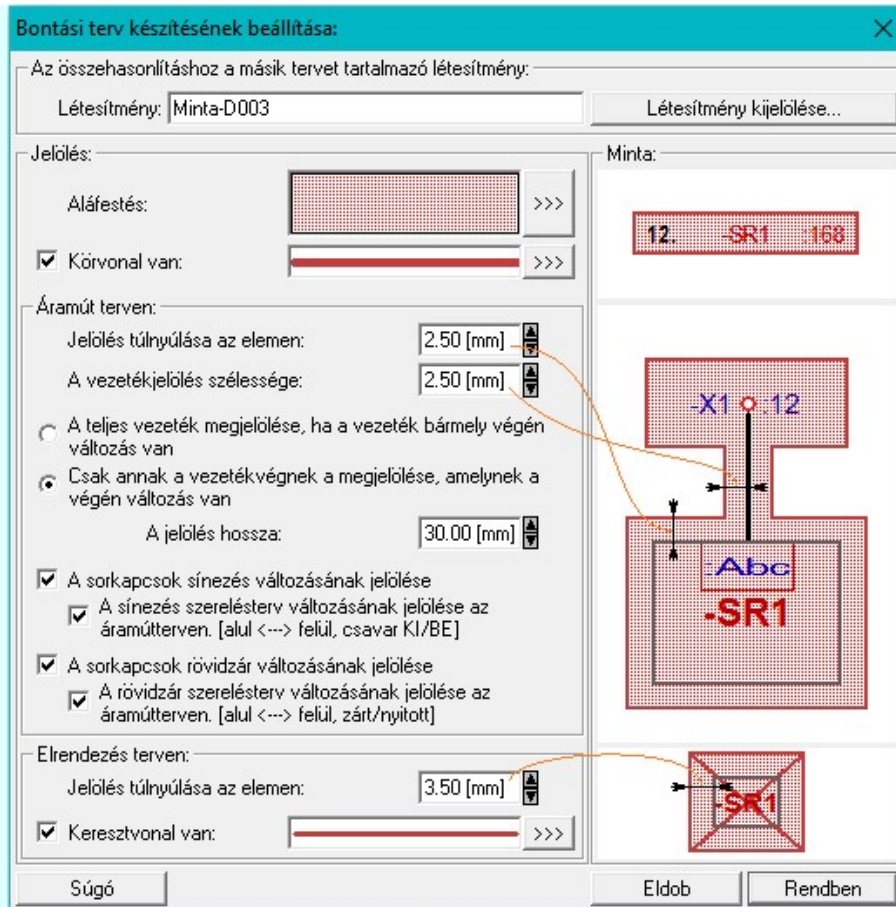 Bontási terv készítésének beállítása:
Az összehasonlításhoz a másik tervet tartalmazó létesítmény:
Létesítmény: Minta-D003
Létesítmény kijelölése...
Jelölés:
Aláfestés:
>>>
Körvonal van:
>>>
Áramút terven:
Jelölés túlnyúlása az elemen: 2.50 [mm]
A vezetékjelölés szélessége: 2.50 [mm]
A teljes vezeték megjelölése, ha a vezeték bármely végén
változás van
Csak annak a vezetékvégnek a megjelölése, amelynek a
végén változás van
A jelölés hossza: 30.00 [mm]
A sorkapcsok sínezés változásának jelölése
A sínezés szerelésterv változásának jelölése az
áramútterven. [alul <---> felül, csavar KI/BE]
A sorkapcsok rövidzár változásának jelölése
A rövidzár szerelésterv változásának jelölése az
áramútterven. [alul <---> felül, zárt/nyitott]
Elrendezés terven:
Jelölés túlnyúlása az elemen: 3.50 [mm]
Keresztvonal van:
>>>
Minta:
12. -SR1 :168
-X1 :12
:Abc
-SR1
-SR1
Súgó
Eldob
Rendben